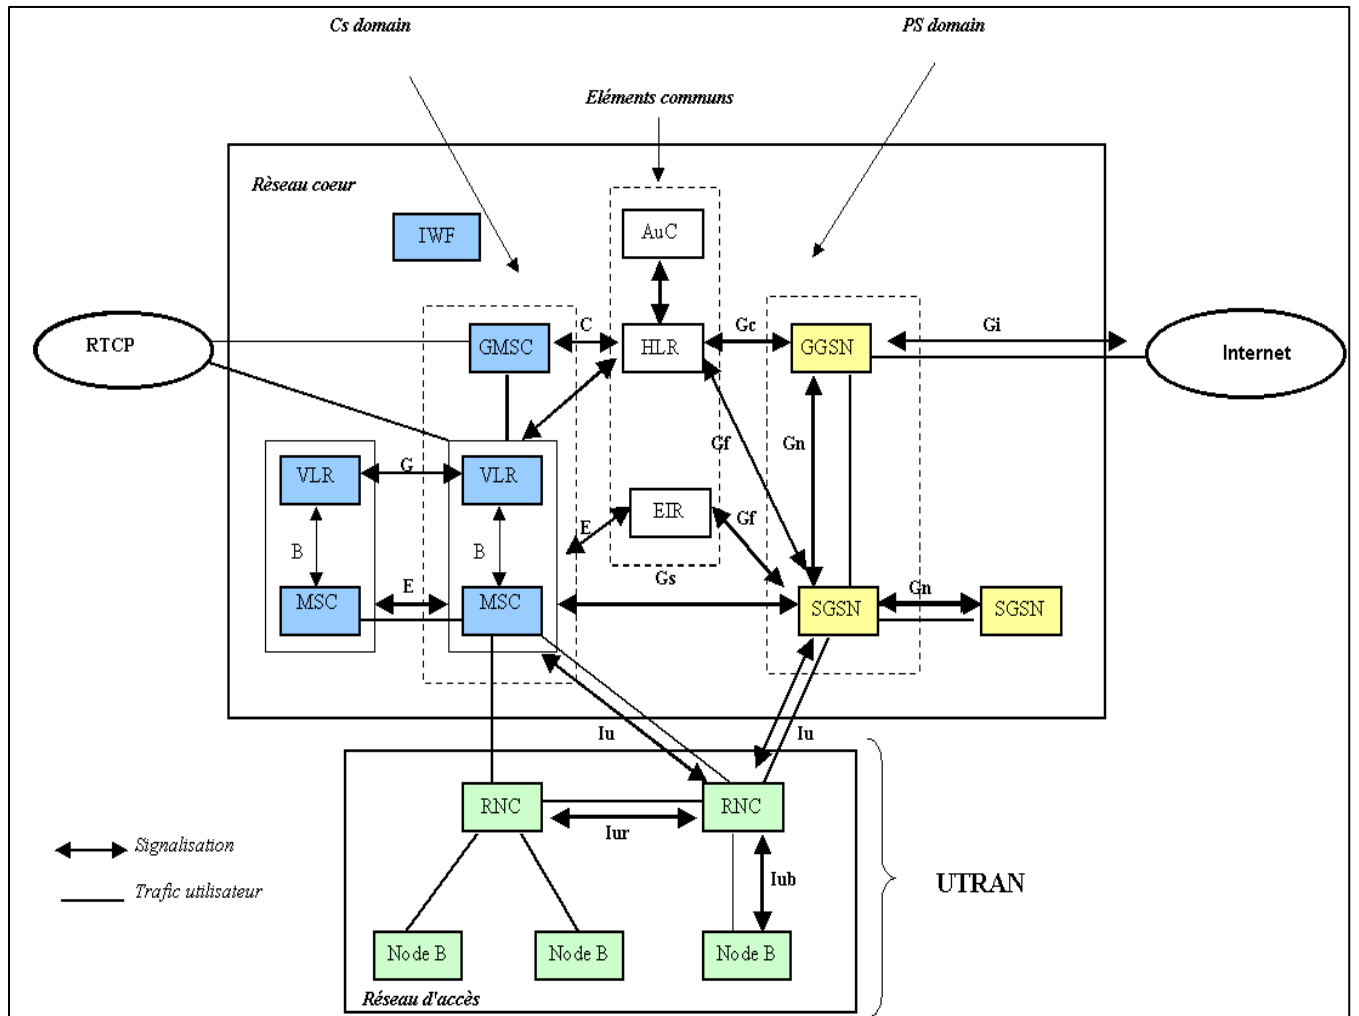 Cs domain
PS domain
Eléments communs
Rèseau coeur
IWF
AuC
RTCP
GMSC
C
HLR
Gc
GGSN
Gi
Internet
Gf
Gn
VLR
G
VLR
EIR
Gf
E
B
B
Gs
MSC
E
MSC
SGSN
Gn
SGSN
Iu
Iu
RNC
RNC
Iur
Signalisation
Iub
UTRAN
Trafic utilisateur
Node B
Node B
Node B
Réseau d'accès